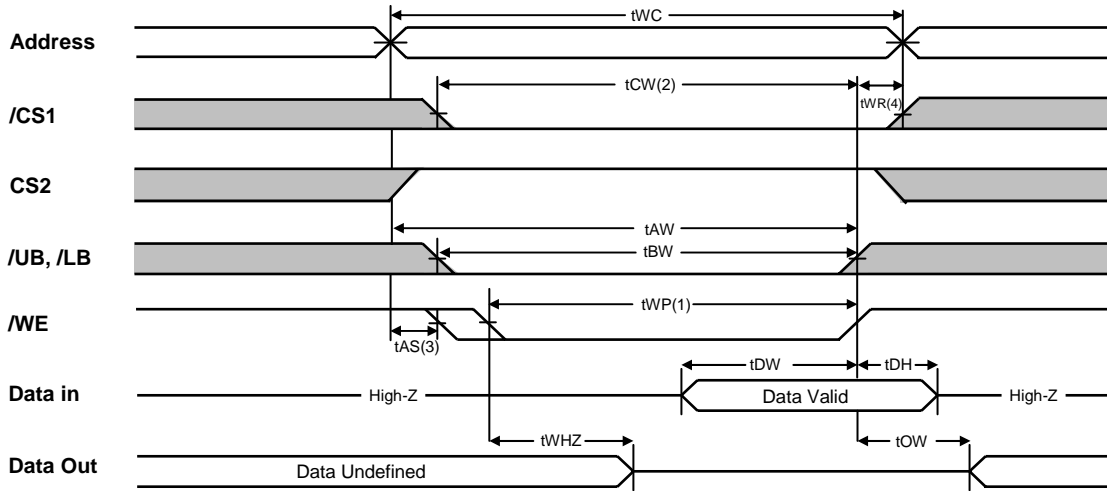 tWC
Address
tCW(2)
tWR(4)
/CS1
CS2
tAW
/UB, /LB
tBW
tWP(1)
/WE
tAS(3)
tDW
tDH
Data in
High-Z
Data Valid
High-Z
tWHZ
tOW
Data Out
Data Undefined